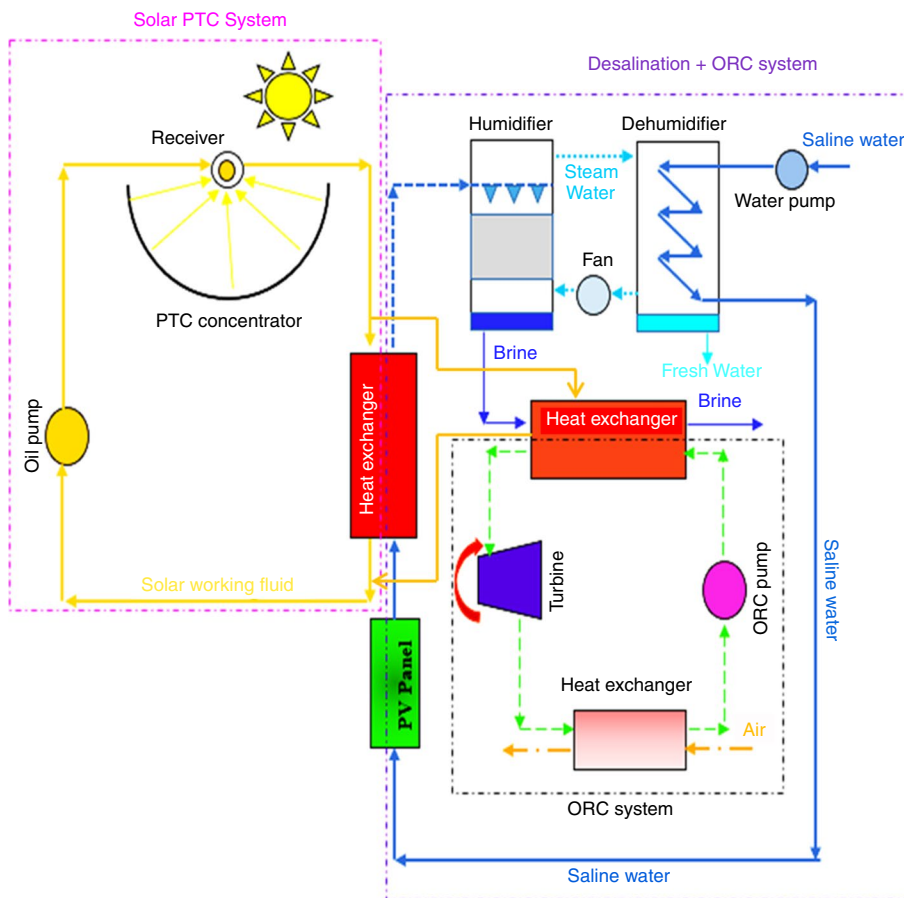 Solar PTC System
Desalination + ORC system
Humidifier
Dehumidifier
Receiver
Saline water
Steam
Water
Water pump
Fan
PTC concentrator
Brine
Fresh Water
Brine
Heat exchanger
Oil pump
Heat exchanger
Saline water
Turbine
ORC pump
Solar working fluid
PV Panel
Heat exchanger
Air
ORC system
Saline water